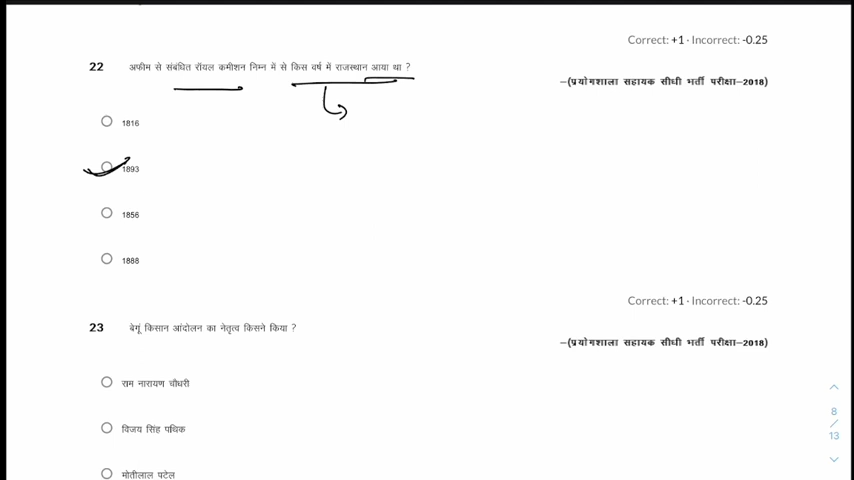 Correct: +1 · Incorrect: -0.25
22 अफीम से संबंधित रॉयल कमीशन निम्न में से किस वर्ष में राजस्थान आया था ?
–(प्रयोगशाला सहायक सीधी भर्ती परीक्षा–2018)
1816
1893
1856
1888
Correct: +1 · Incorrect: -0.25
23 बेगूं किसान आंदोलन का नेतृत्व किसने किया ?
–(प्रयोगशाला सहायक सीधी भर्ती परीक्षा–2018)
राम नारायण चौधरी
विजय सिंह पथिक
मोतीलाल पटेल
8
/
13